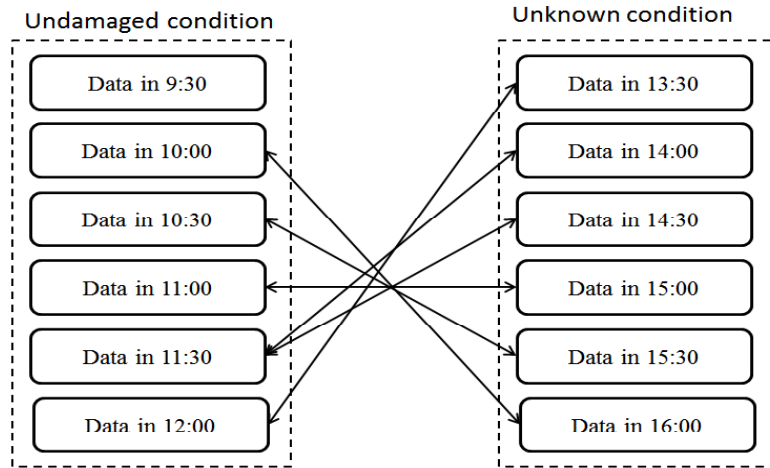 Undamaged condition
Data in 9:30
Data in 10:00
Data in 10:30
Data in 11:00
Data in 11:30
Data in 12:00
Unknown condition
Data in 13:30
Data in 14:00
Data in 14:30
Data in 15:00
Data in 15:30
Data in 16:00